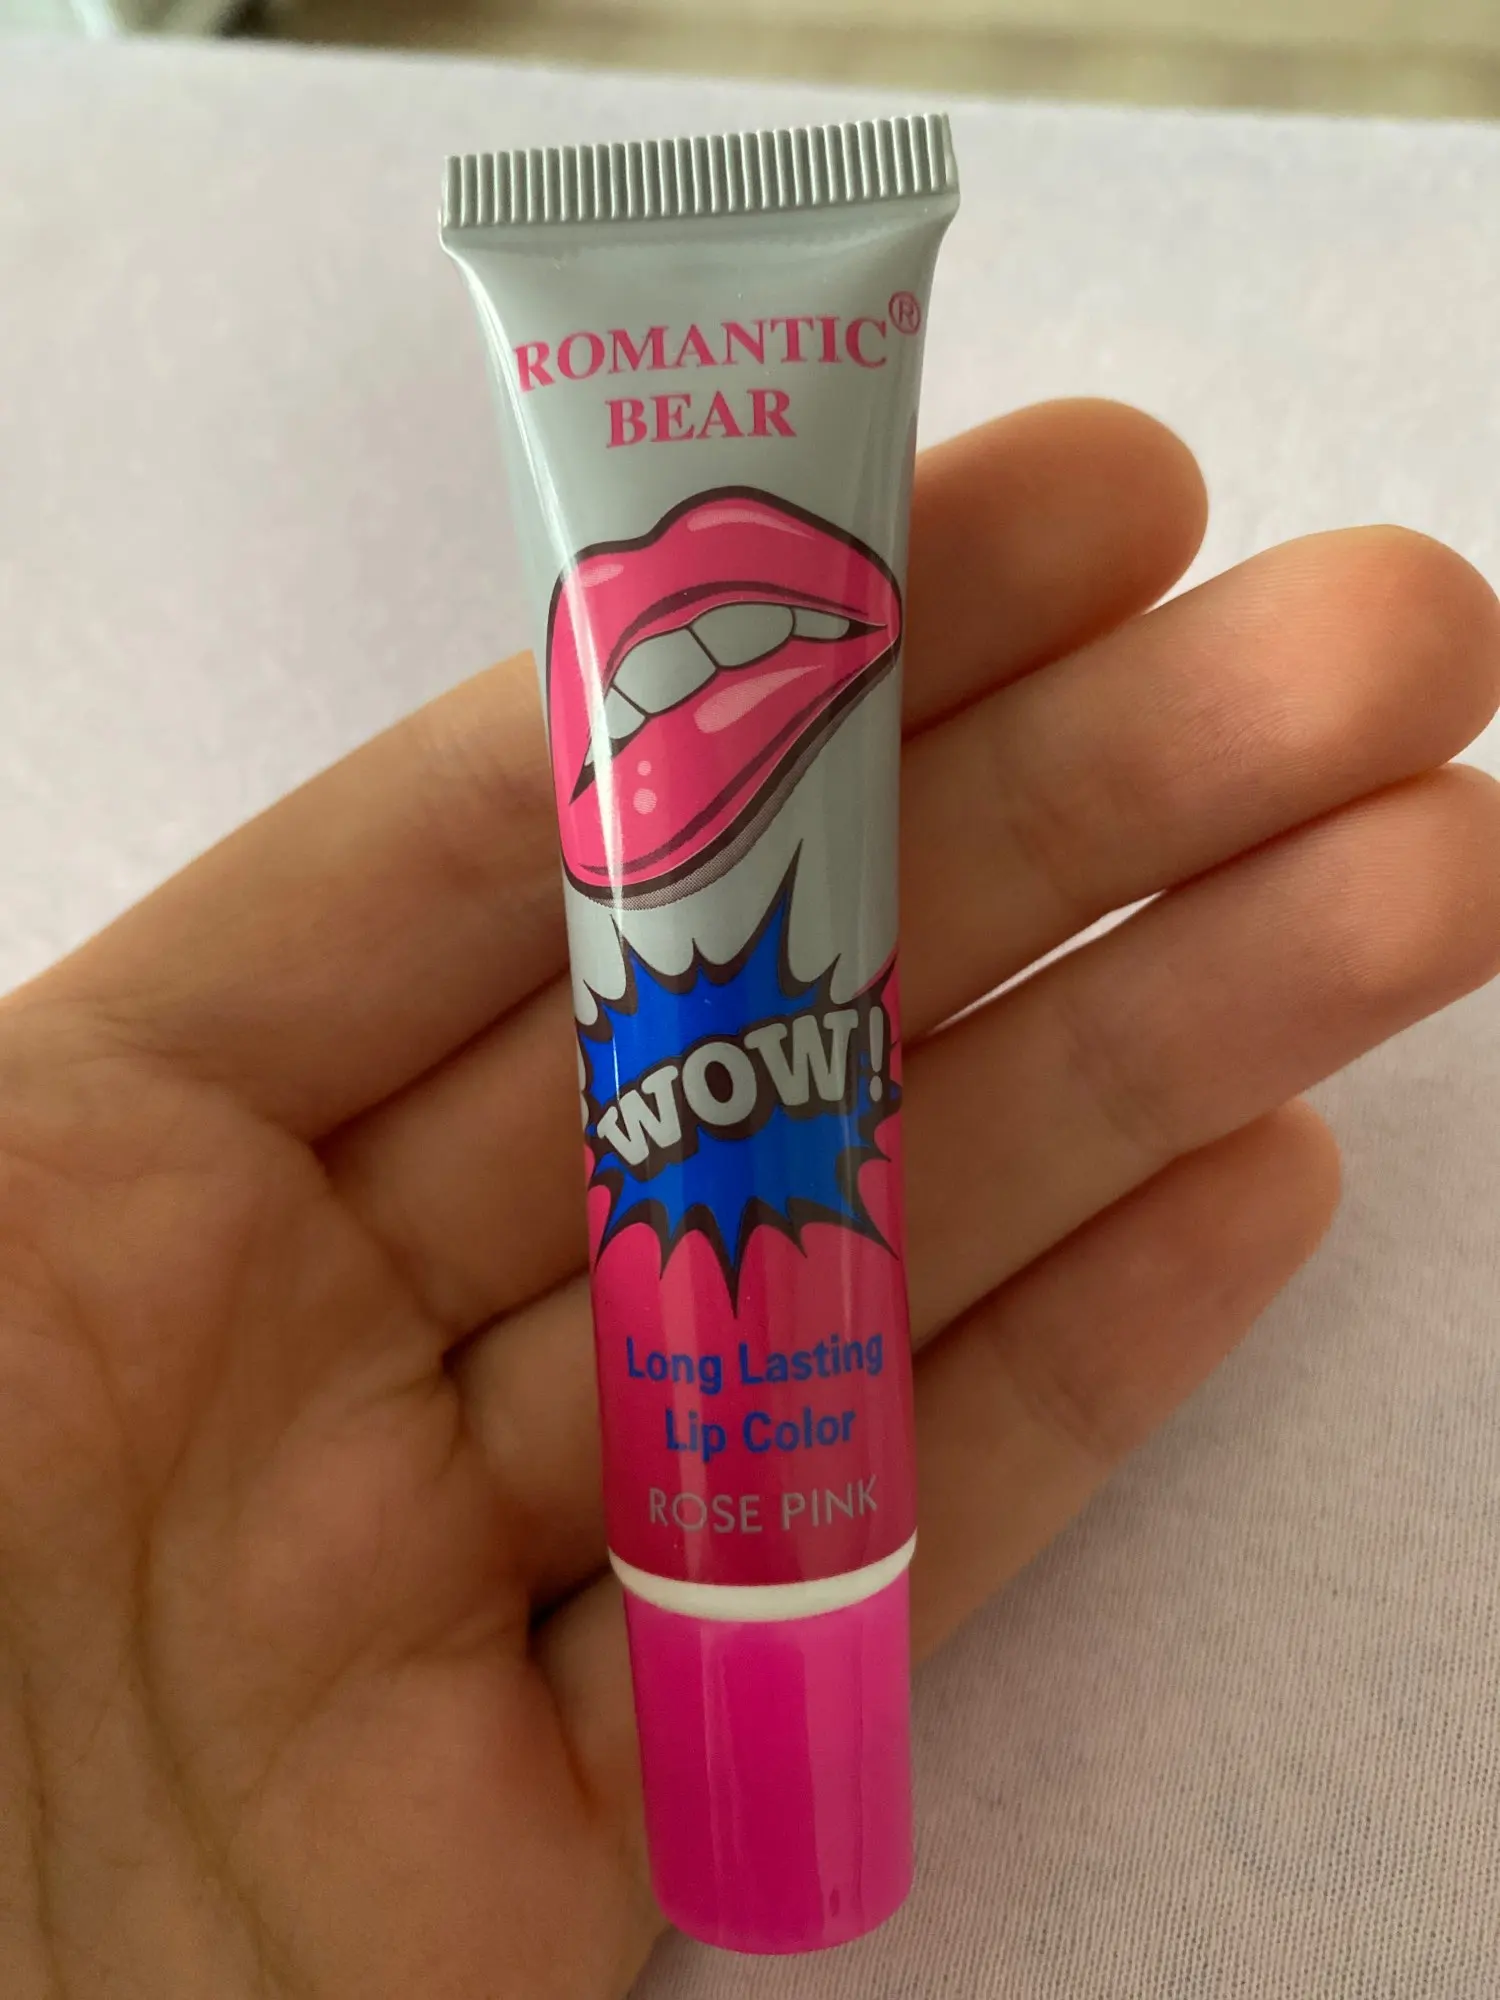 ROMANTIC®
BEAR
WOW!
Long Lasting
Lip Color
ROSE PINK